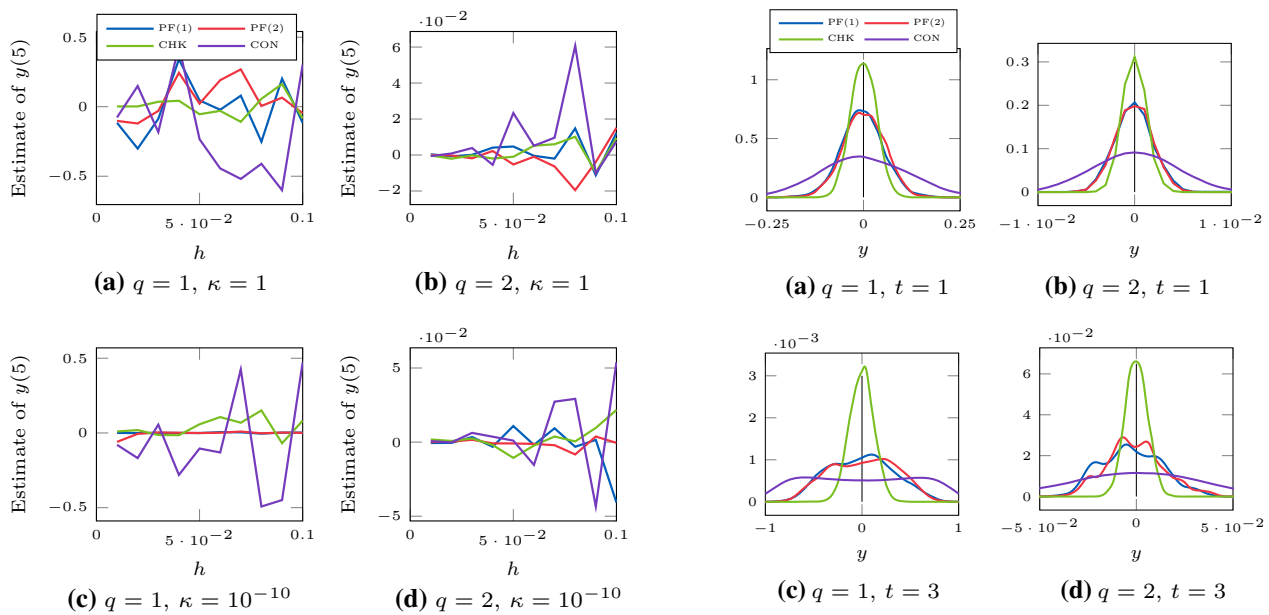 PF(1) PF(2)
CHK CON
Estimate of y(5)
0.5
0
−0.5
0
5 · 10⁻²
0.1
h
(a) q = 1, κ = 1
·10⁻²
Estimate of y(5)
6
4
2
0
−2
0
5 · 10⁻²
0.1
h
(b) q = 2, κ = 1
Estimate of y(5)
0.5
0
−0.5
0
5 · 10⁻²
0.1
h
(c) q = 1, κ = 10⁻¹⁰
·10⁻²
Estimate of y(5)
5
0
−5
0
5 · 10⁻²
0.1
h
(d) q = 2, κ = 10⁻¹⁰
PF(1) PF(2)
CHK CON
1
0.5
0
−0.25
0
0.25
y
(a) q = 1, t = 1
0.3
0.2
0.1
0
−1 · 10⁻²
0
1 · 10⁻²
y
(b) q = 2, t = 1
·10⁻³
3
2
1
0
−1
0
1
y
(c) q = 1, t = 3
·10⁻²
6
4
2
0
−5 · 10⁻²
0
5 · 10⁻²
y
(d) q = 2, t = 3